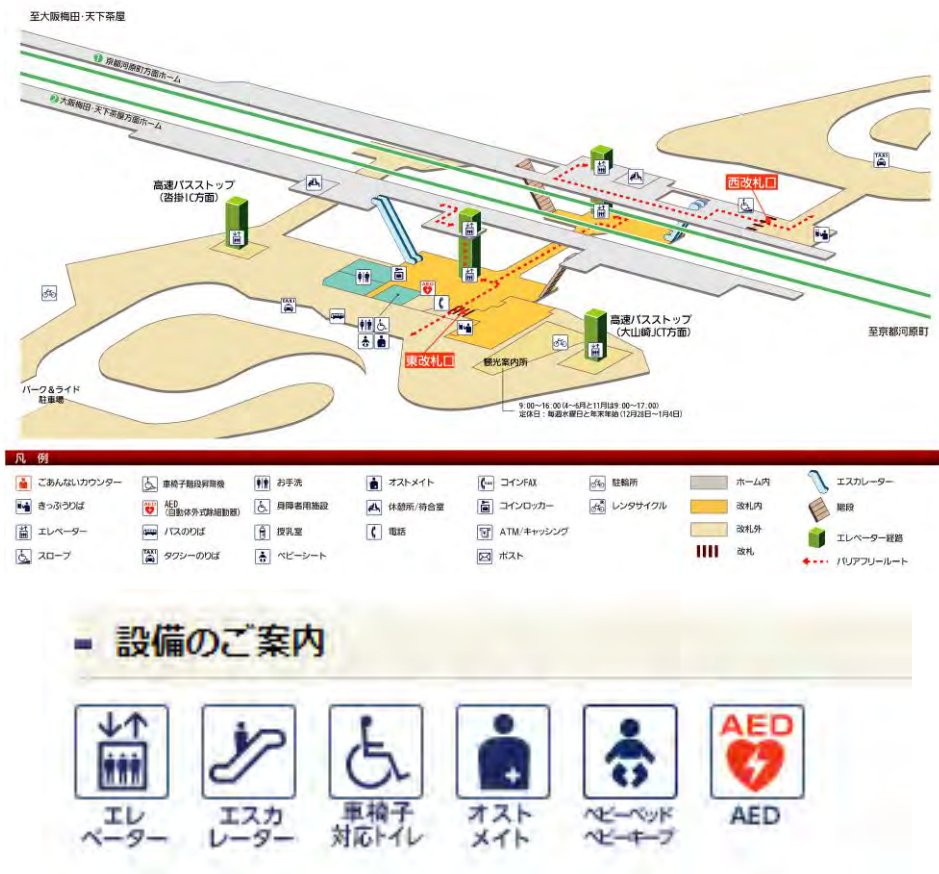 至大阪梅田・天下茶屋
1 京都河原町方面ホーム
2 大阪梅田・天下茶屋方面ホーム
高速バスストップ
（沓掛IC方面）
西改札口
TAXI
AED
TAXI
高速バスストップ
（大山崎JCT方面）
至京都河原町
東改札口
観光案内所
パーク＆ライド
駐車場
9:00～16:00（4～6月と11月は9:00～17:00）
定休日：毎週水曜日と年末年始（12月28日～1月4日）
凡 例
ごあんないカウンター
きっぷうりば
エレベーター
スロープ
車椅子階段昇降機
AED
AED
（自動体外式除細動器）
バスのりば
TAXI
タクシーのりば
お手洗
身障者用施設
授乳室
ベビーシート
オストメイト
休憩所/待合室
電話
コインFAX
コインロッカー
ATM/キャッシング
ポスト
駐輪所
レンタサイクル
ホーム内
改札内
改札外
改札
エスカレーター
階段
エレベーター経路
バリアフリールート
設備のご案内
エレ
ベーター
エスカ
レーター
車椅子
対応トイレ
オスト
メイト
ベビーベッド
ベビーキープ
AED
AED